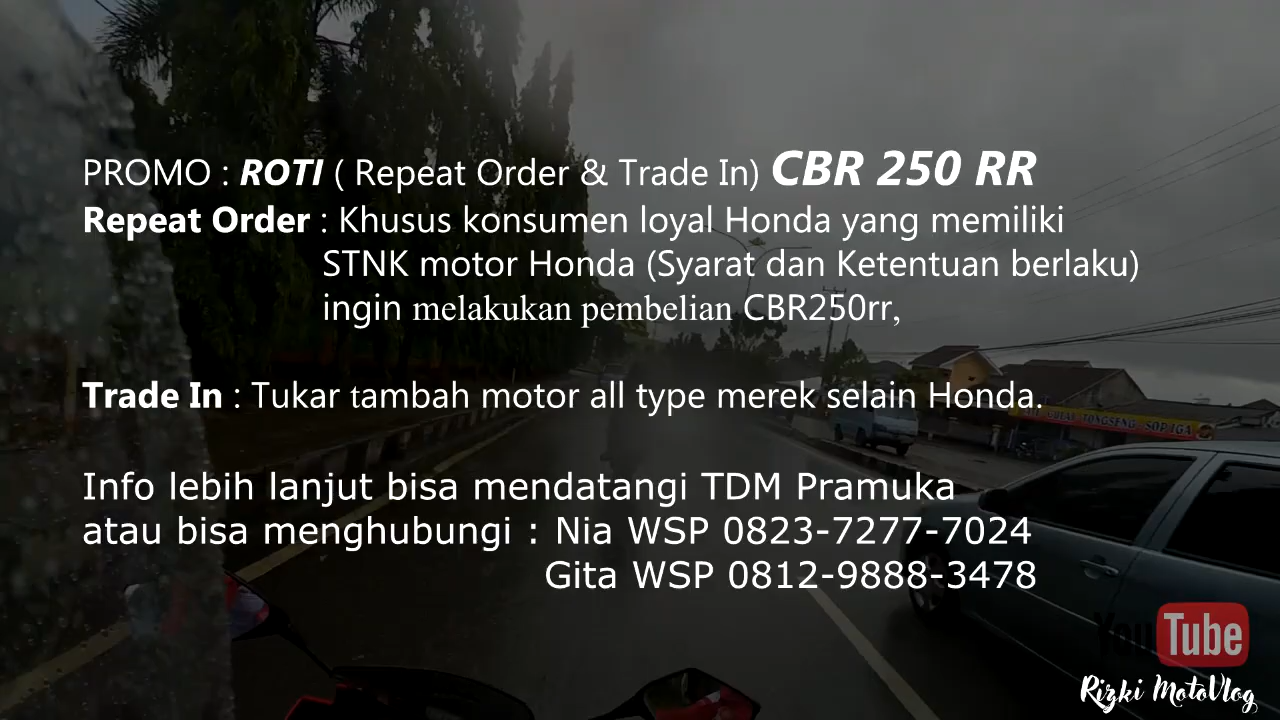 PROMO : ROTI ( Repeat Order & Trade In) CBR 250 RR
Repeat Order : Khusus konsumen loyal Honda yang memiliki
STNK motor Honda (Syarat dan Ketentuan berlaku)
ingin melakukan pembelian CBR250rr,
Trade In : Tukar tambah motor all type merek selain Honda.
TONGSENG - SOP IGA
Info lebih lanjut bisa mendatangi TDM Pramuka
atau bisa menghubungi : Nia WSP 0823-7277-7024
Gita WSP 0812-9888-3478
YouTube
Rizki MotoVlog